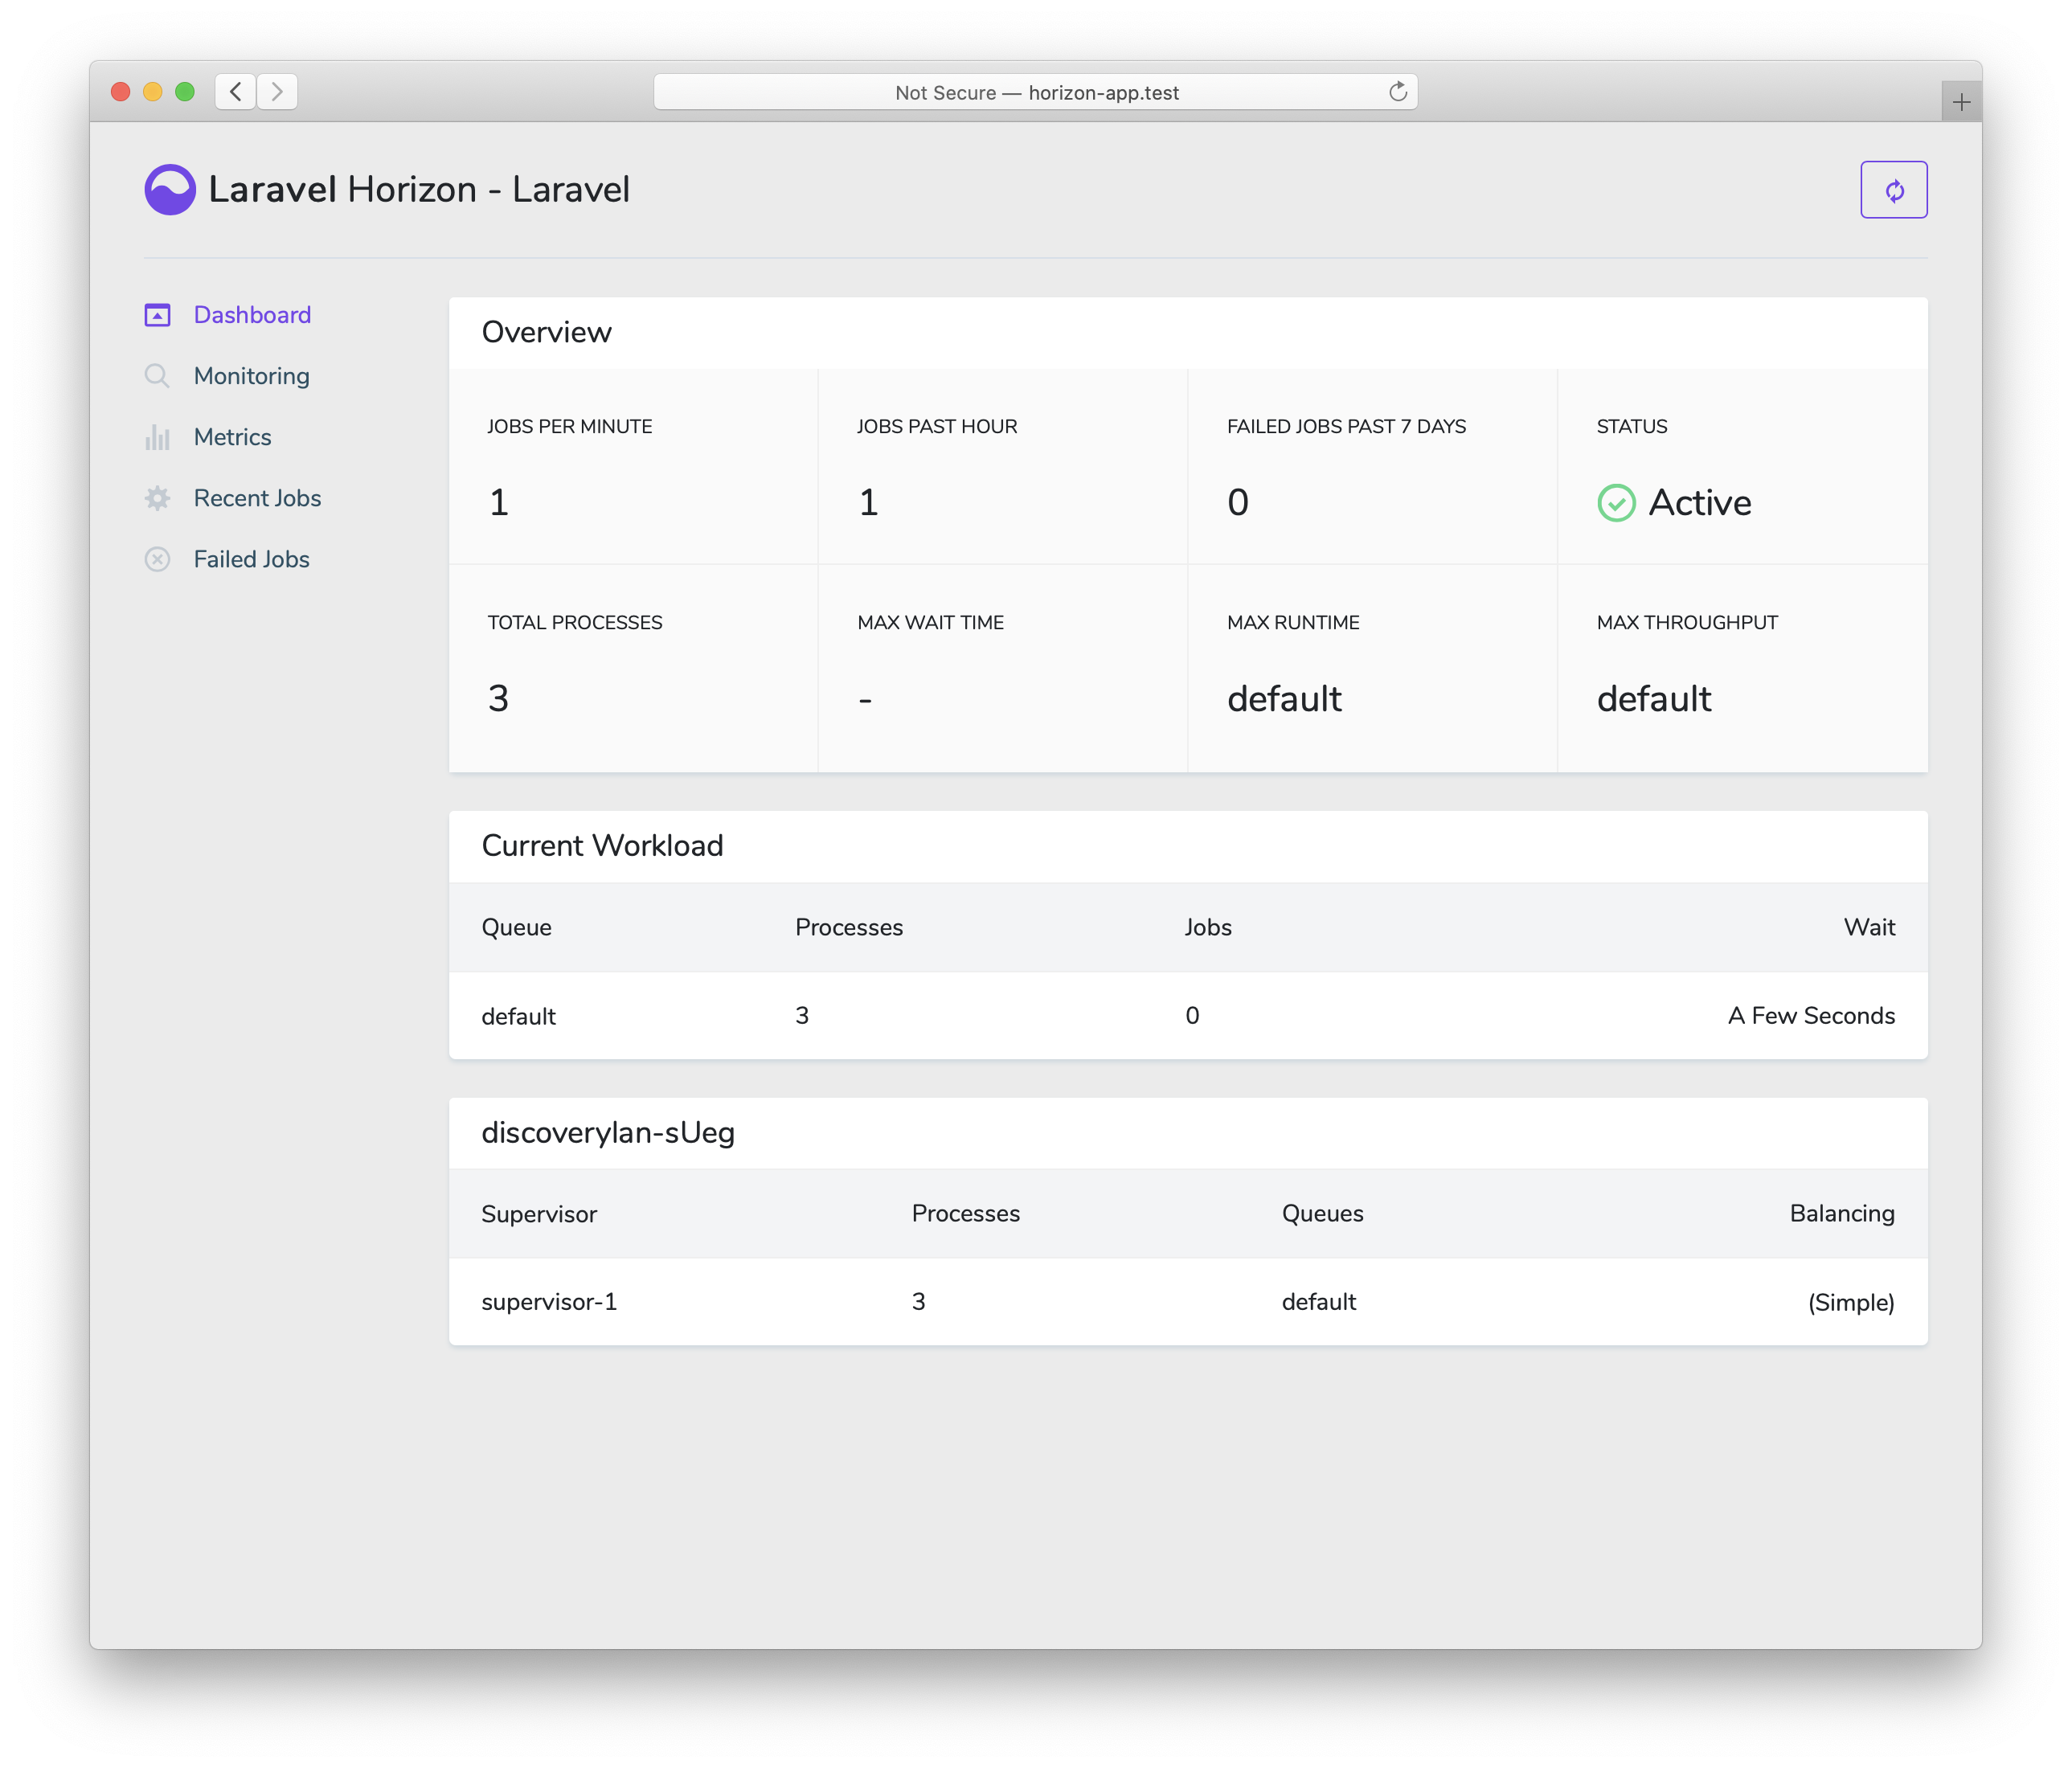 Not Secure — horizon-app.test
Laravel Horizon - Laravel
Dashboard
Monitoring
Metrics
Recent Jobs
Failed Jobs
Overview
JOBS PER MINUTE
1
JOBS PAST HOUR
1
FAILED JOBS PAST 7 DAYS
0
STATUS
Active
TOTAL PROCESSES
3
MAX WAIT TIME
-
MAX RUNTIME
default
MAX THROUGHPUT
default
Current Workload
Queue Processes Jobs Wait
default 3 0 A Few Seconds
discoverylan-sUeg
Supervisor Processes Queues Balancing
supervisor-1 3 default (Simple)